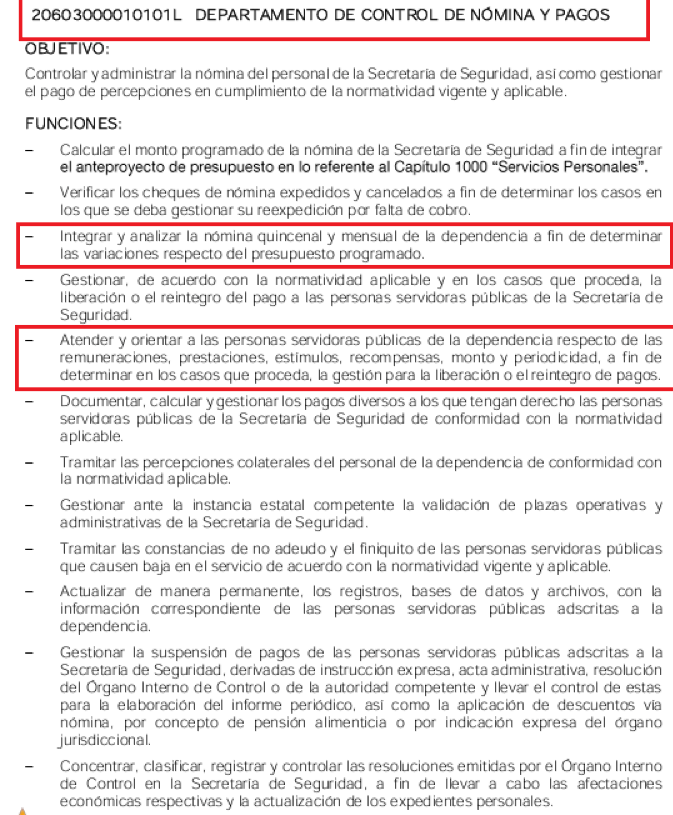 20603000010101L DEPARTAMENTO DE CONTROL DE NÓMINA Y PAGOS
OBJETIVO:
Controlar y administrar la nómina del personal de la Secretaría de Seguridad, así como gestionar
el pago de percepciones en cumplimiento de la normatividad vigente y aplicable.
FUNCIONES:
– Calcular el monto programado de la nómina de la Secretaría de Seguridad a fin de integrar
el anteproyecto de presupuesto en lo referente al Capítulo 1000 “Servicios Personales”.
– Verificar los cheques de nómina expedidos y cancelados a fin de determinar los casos en
los que se deba gestionar su reexpedición por falta de cobro.
– Integrar y analizar la nómina quincenal y mensual de la dependencia a fin de determinar
las variaciones respecto del presupuesto programado.
– Gestionar, de acuerdo con la normatividad aplicable y en los casos que proceda, la
liberación o el reintegro del pago a las personas servidoras públicas de la Secretaría de
Seguridad.
– Atender y orientar a las personas servidoras públicas de la dependencia respecto de las
remuneraciones, prestaciones, estímulos, recompensas, monto y periodicidad, a fin de
determinar en los casos que proceda, la gestión para la liberación o el reintegro de pagos.
– Documentar, calcular y gestionar los pagos diversos a los que tengan derecho las personas
servidoras públicas de la Secretaría de Seguridad de conformidad con la normatividad
aplicable.
– Tramitar las percepciones colaterales del personal de la dependencia de conformidad con
la normatividad aplicable.
– Gestionar ante la instancia estatal competente la validación de plazas operativas y
administrativas de la Secretaría de Seguridad.
– Tramitar las constancias de no adeudo y el finiquito de las personas servidoras públicas
que causen baja en el servicio de acuerdo con la normatividad vigente y aplicable.
– Actualizar de manera permanente, los registros, bases de datos y archivos, con la
información correspondiente de las personas servidoras públicas adscritas a la
dependencia.
– Gestionar la suspensión de pagos de las personas servidoras públicas adscritas a la
Secretaría de Seguridad, derivadas de instrucción expresa, acta administrativa, resolución
del Órgano Interno de Control o de la autoridad competente y llevar el control de estas
para la elaboración del informe periódico, así como la aplicación de descuentos vía
nómina, por concepto de pensión alimenticia o por indicación expresa del órgano
jurisdiccional.
– Concentrar, clasificar, registrar y controlar las resoluciones emitidas por el Órgano Interno
de Control en la Secretaría de Seguridad, a fin de llevar a cabo las afectaciones
económicas respectivas y la actualización de los expedientes personales.